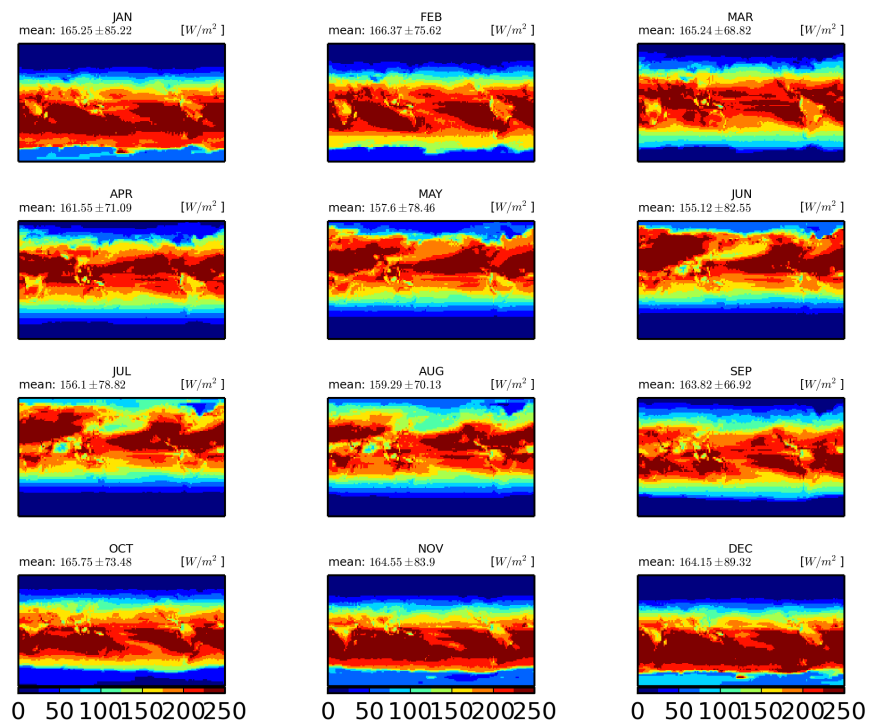 JAN
mean: 165.25 ±85.22 [W/m² ]
FEB
mean: 166.37 ±75.62 [W/m² ]
MAR
mean: 165.24 ±68.82 [W/m² ]
APR
mean: 161.55 ±71.09 [W/m² ]
MAY
mean: 157.6 ±78.46 [W/m² ]
JUN
mean: 155.12 ±82.55 [W/m² ]
JUL
mean: 156.1 ±78.82 [W/m² ]
AUG
mean: 159.29 ±70.13 [W/m² ]
SEP
mean: 163.82 ±66.92 [W/m² ]
OCT
mean: 165.75 ±73.48 [W/m² ]
NOV
mean: 164.55 ±83.9 [W/m² ]
DEC
mean: 164.15 ±89.32 [W/m² ]
0 50 100 150 200 250
0 50 100 150 200 250
0 50 100 150 200 250